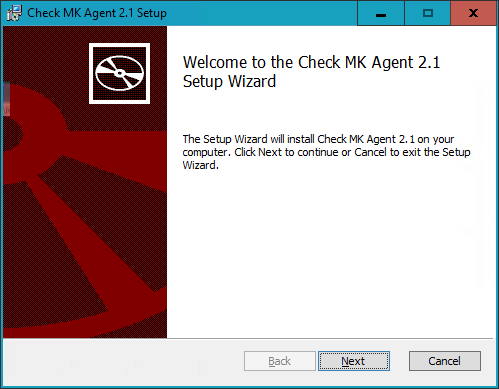 Check MK Agent 2.1 Setup
Welcome to the Check MK Agent 2.1
Setup Wizard
The Setup Wizard will install Check MK Agent 2.1 on your
computer. Click Next to continue or Cancel to exit the Setup
Wizard.
Back Next Cancel